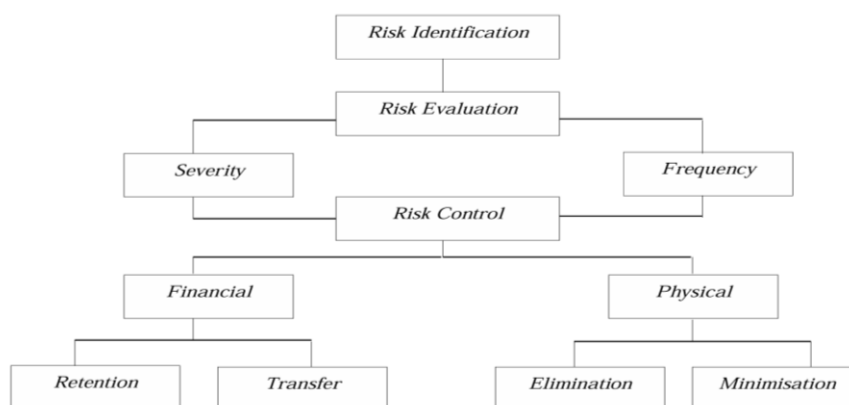 Risk Identification
Risk Evaluation
Severity
Frequency
Risk Control
Financial
Physical
Retention
Transfer
Elimination
Minimisation